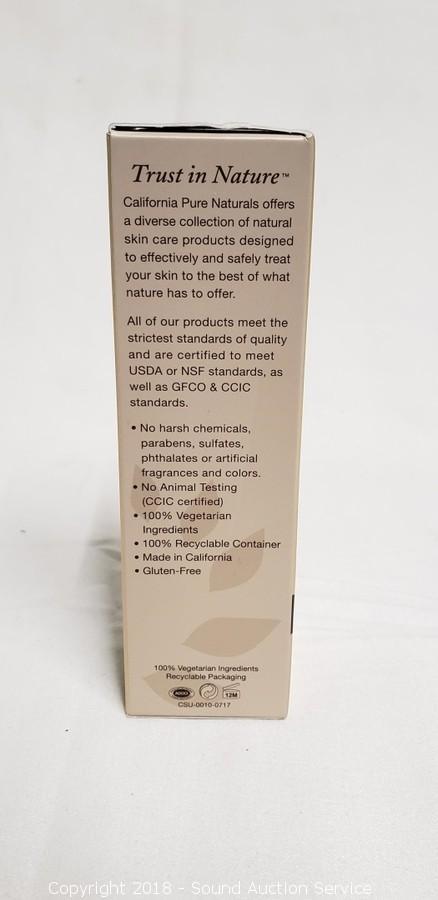 Trust in Nature™
California Pure Naturals offers
a diverse collection of natural
skin care products designed
to effectively and safely treat
your skin to the best of what
nature has to offer.
All of our products meet the
strictest standards of quality
and are certified to meet
USDA or NSF standards, as
well as GFCO & CCIC
standards.
• No harsh chemicals,
parabens, sulfates,
phthalates or artificial
fragrances and colors.
• No Animal Testing
(CCIC certified)
• 100% Vegetarian
Ingredients
• 100% Recyclable Container
• Made in California
• Gluten-Free
100% Vegetarian Ingredients
Recyclable Packaging
12M
CSU-0010-0717
Copyright 2018 - Sound Auction Service